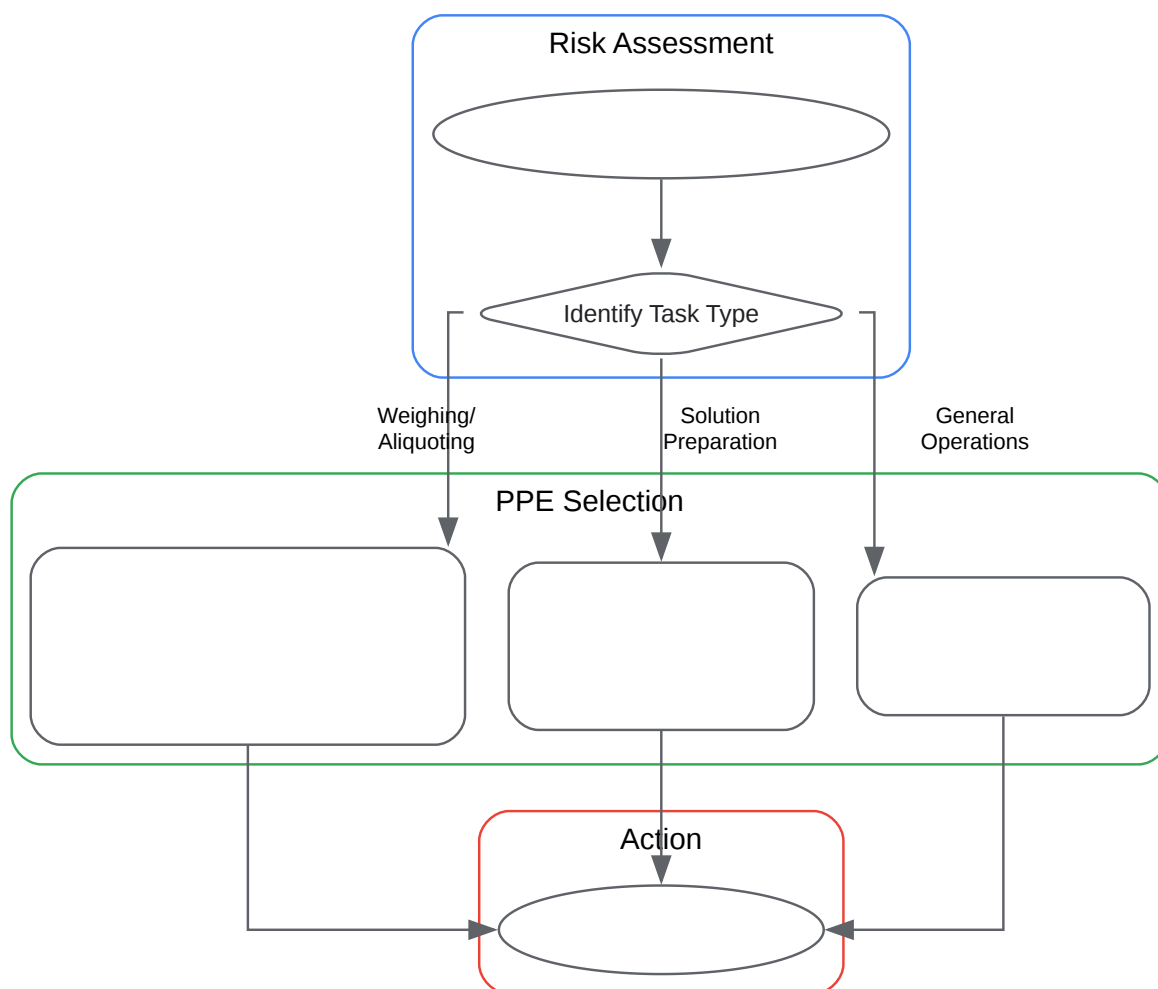 Risk Assessment
Identify Task Type
Weighing/
Aliquoting
Solution
Preparation
General
Operations
PPE Selection
Action